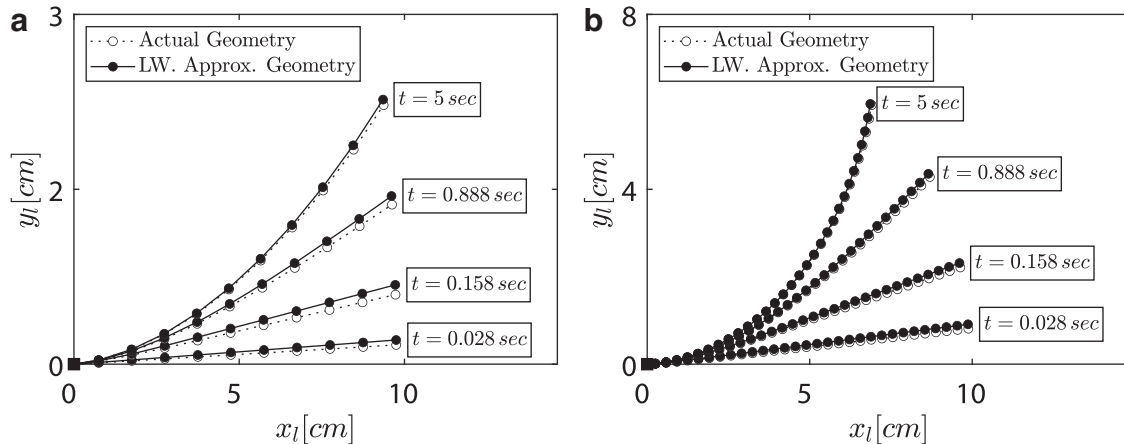 a
3
Actual Geometry
LW. Approx. Geometry
t = 5 sec
t = 0.888 sec
t = 0.158 sec
t = 0.028 sec
2
0
y_l[cm]
0 5 10
x_l[cm]
b
8
Actual Geometry
LW. Approx. Geometry
t = 5 sec
t = 0.888 sec
t = 0.158 sec
t = 0.028 sec
4
0
y_l[cm]
0 5 10
x_l[cm]